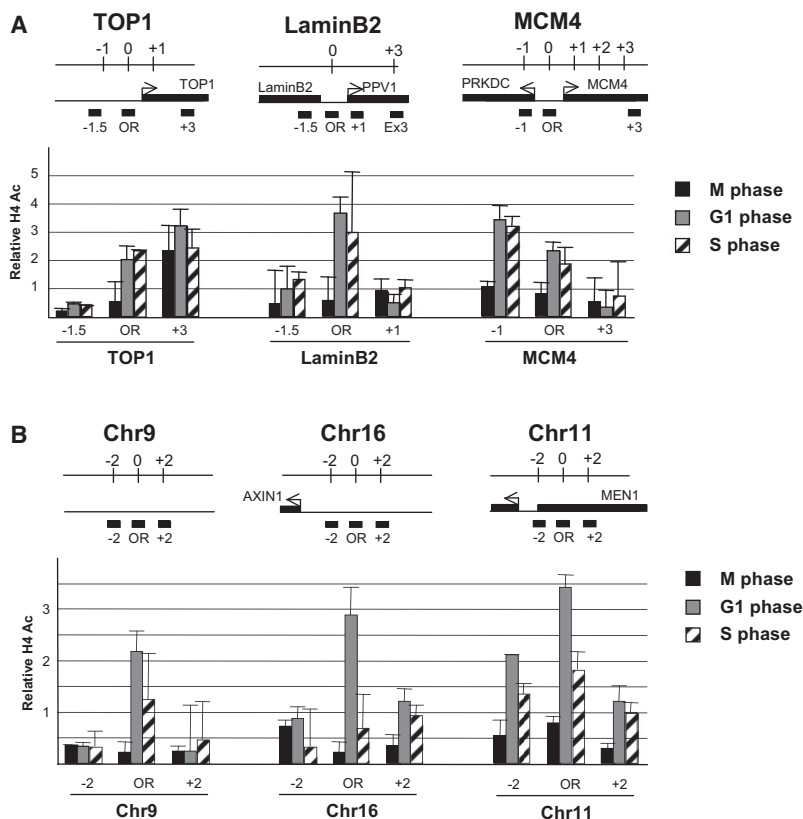 A
TOP1 LaminB2 MCM4
-1 0 +1 0 +3 -1 0 +1 +2 +3
TOP1 LaminB2 PPV1 PRKDC MCM4
-1.5 OR +3 -1.5 OR +1 Ex3 -1 OR +3
Relative H4 Ac
5
4
3
2
1
M phase
G1 phase
S phase
-1.5 OR +3 -1.5 OR +1 -1 OR +3
TOP1 LaminB2 MCM4
B
Chr9 Chr16 Chr11
-2 0 +2 -2 0 +2 -2 0 +2
AXIN1 MEN1
-2 OR +2 -2 OR +2 -2 OR +2
Relative H4 Ac
3
2
1
M phase
G1 phase
S phase
-2 OR +2 -2 OR +2 -2 OR +2
Chr9 Chr16 Chr11